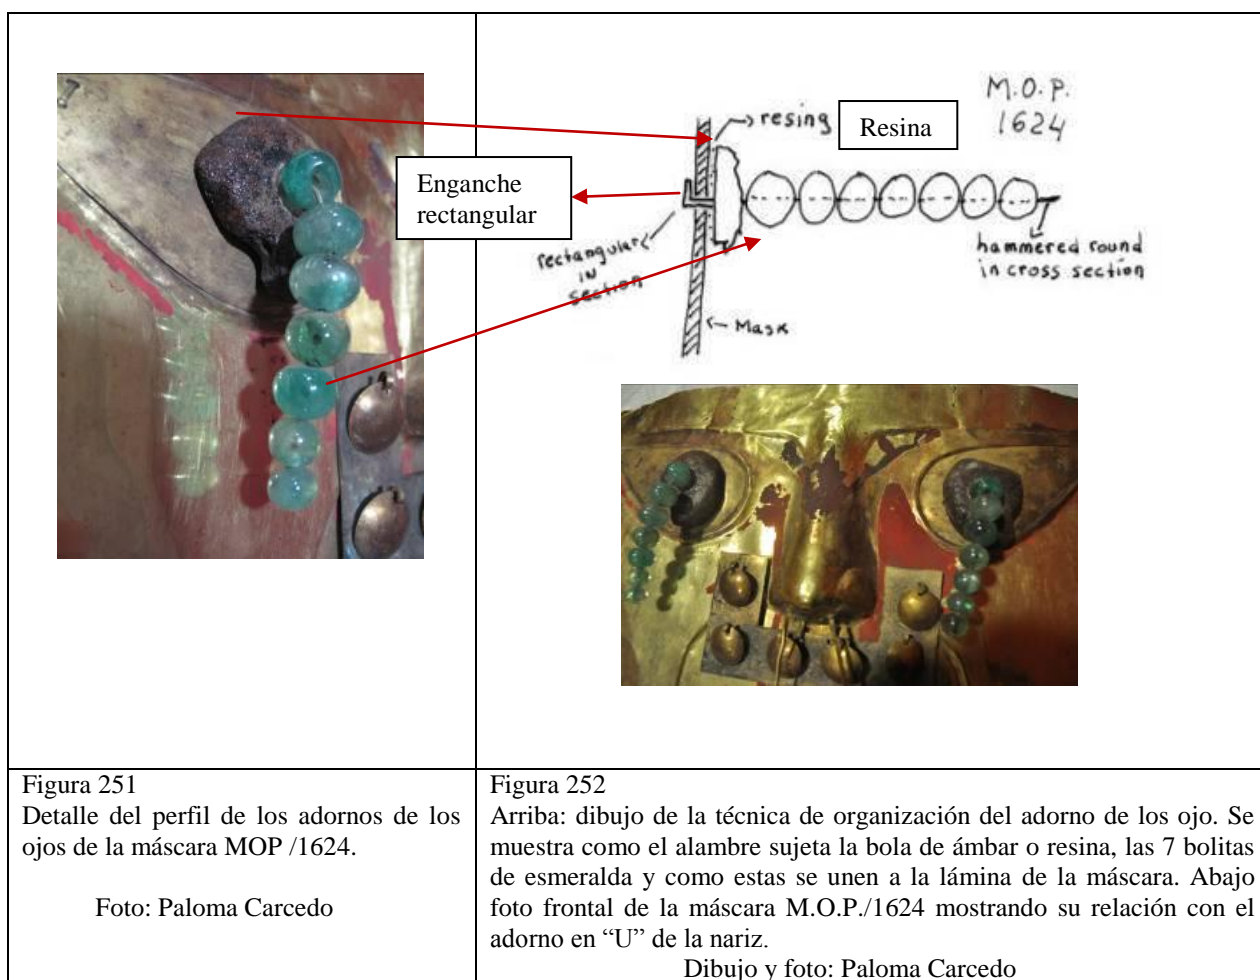 M.O.P.
1624
resing
Resina
Enganche
rectangular
rectangular
IN
section
hammered round
in cross section
Mask
Figura 251
Detalle del perfil de los adornos de los
ojos de la máscara MOP /1624.
Foto: Paloma Carcedo
Figura 252
Arriba: dibujo de la técnica de organización del adorno de los ojo. Se
muestra como el alambre sujeta la bola de ámbar o resina, las 7 bolitas
de esmeralda y como estas se unen a la lámina de la máscara. Abajo
foto frontal de la máscara M.O.P./1624 mostrando su relación con el
adorno en “U” de la nariz.
Dibujo y foto: Paloma Carcedo